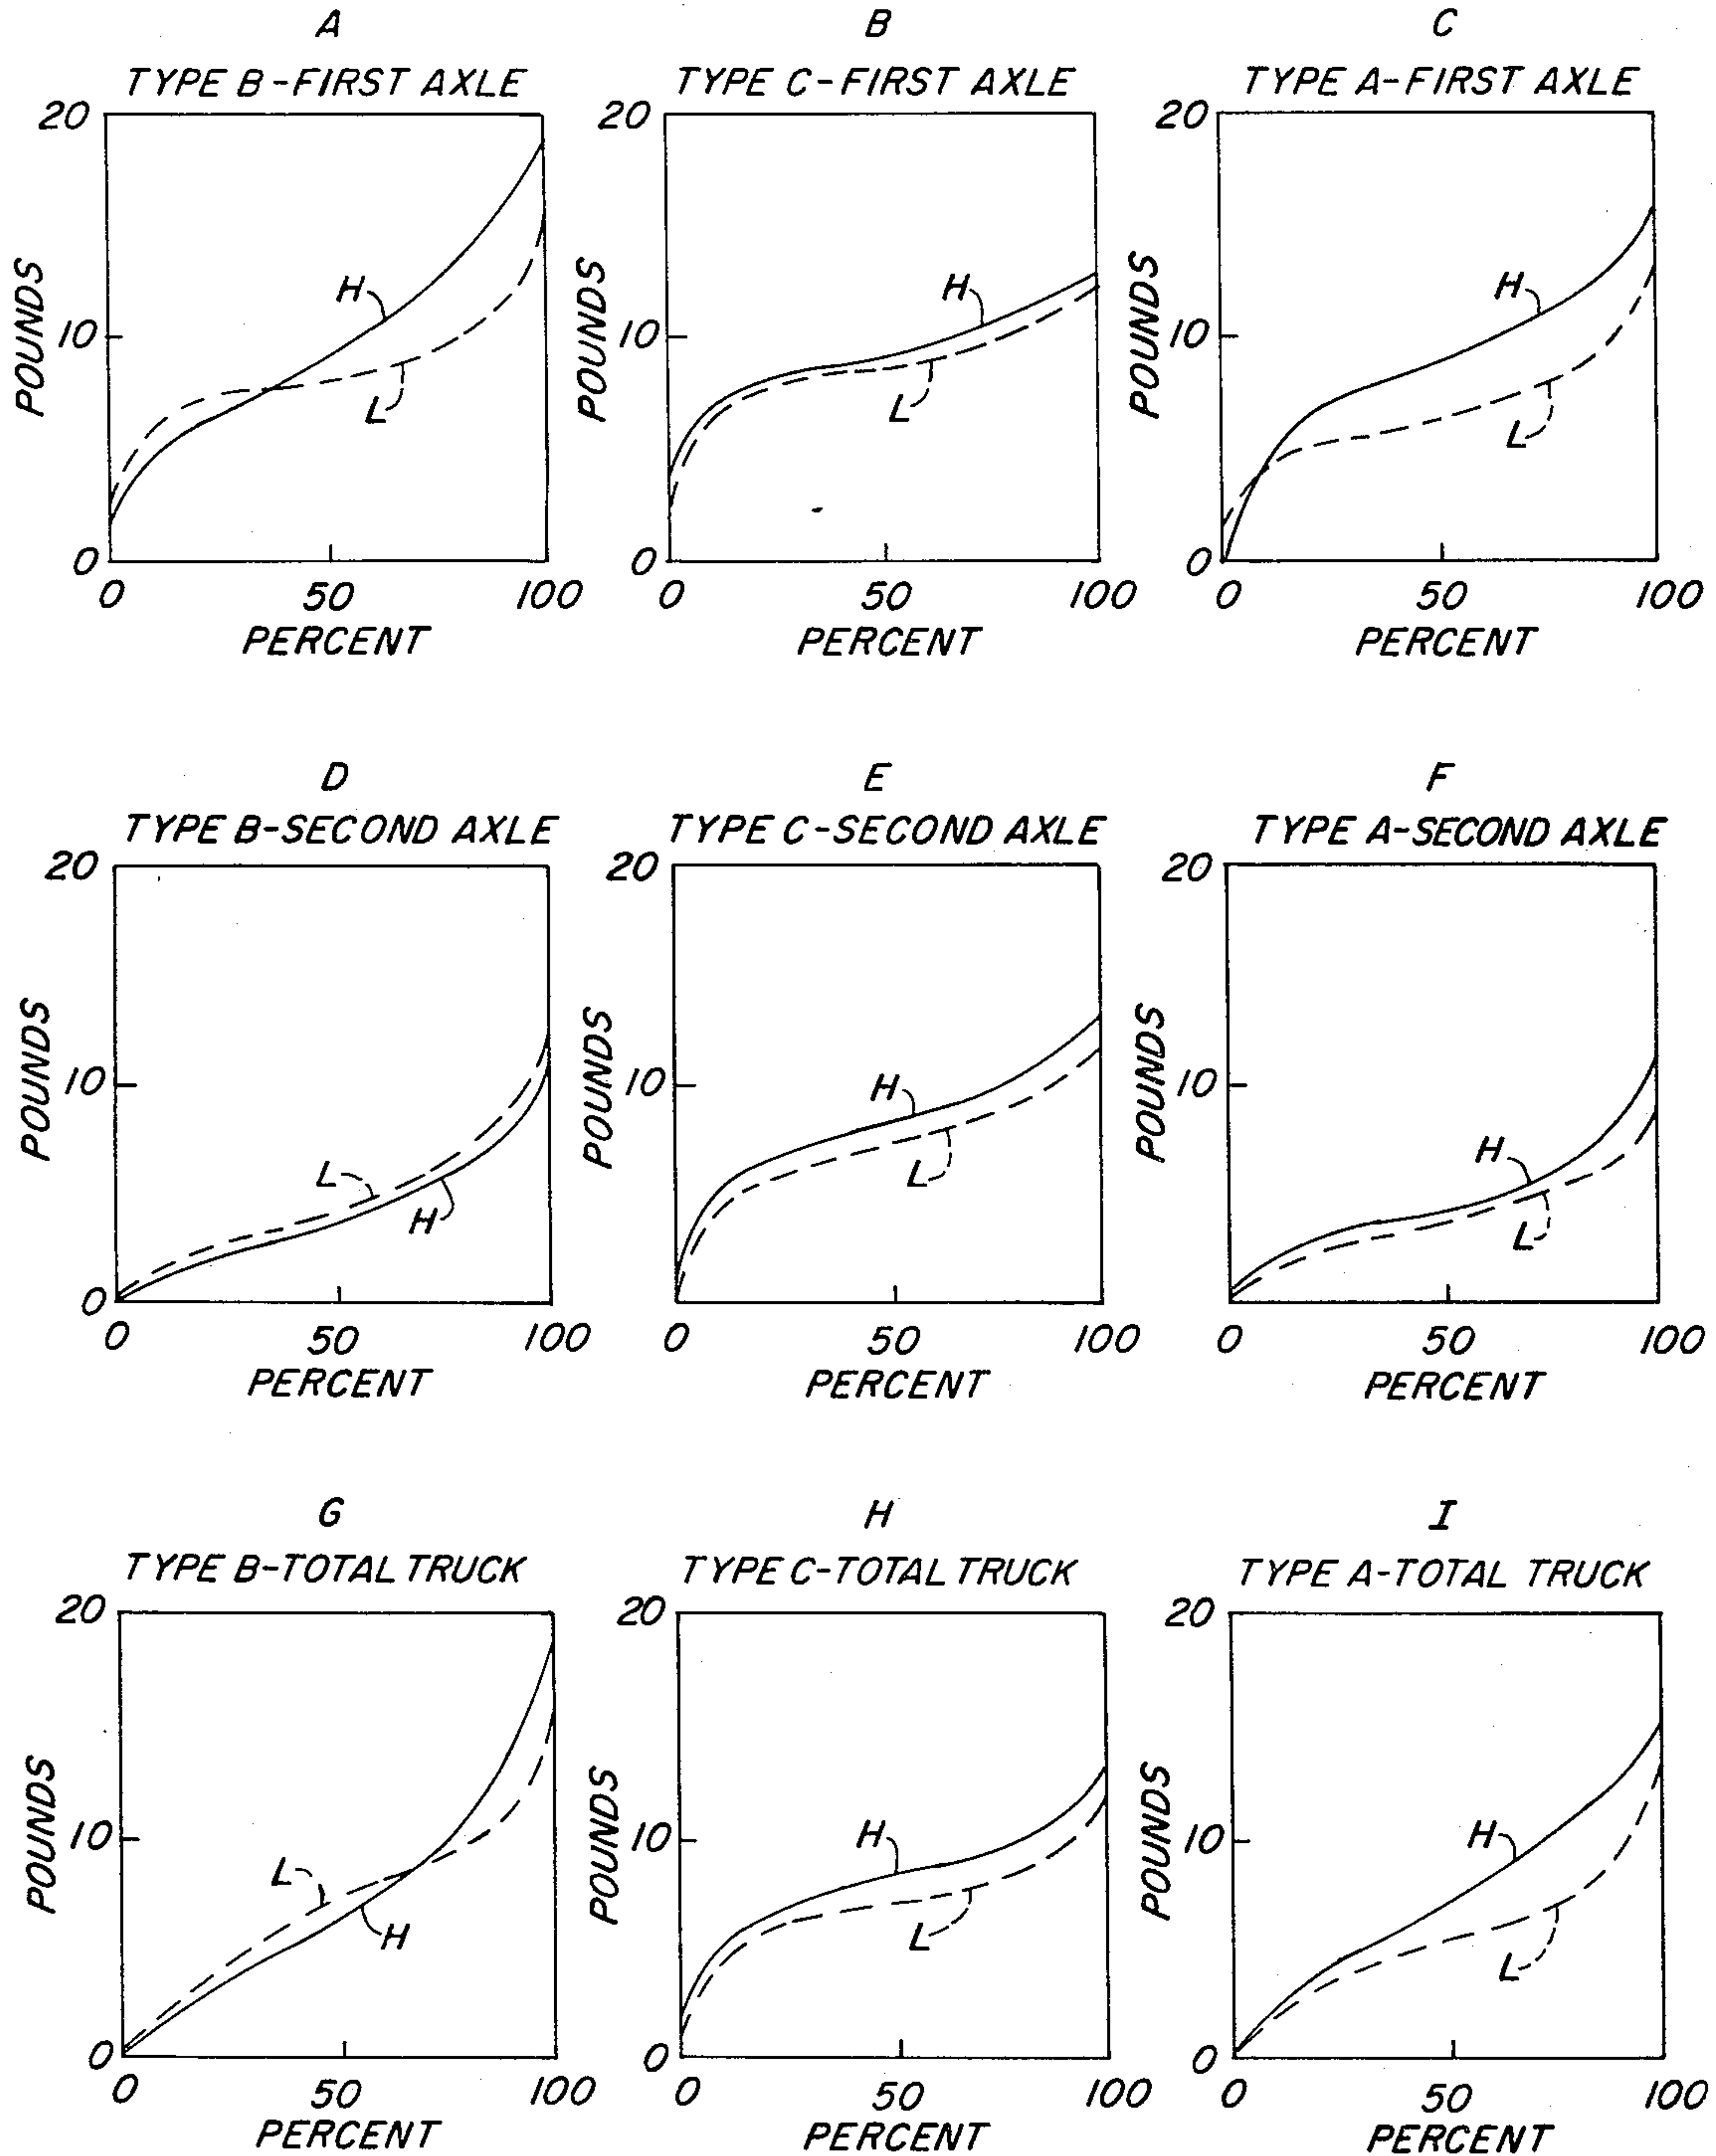 A
TYPE B-FIRST AXLE
20
H
10
L
0
0 50 100
PERCENT
POUNDS
B
TYPE C-FIRST AXLE
20
H
10
L
0
0 50 100
PERCENT
POUNDS
C
TYPE A-FIRST AXLE
20
H
10
L
0
0 50 100
PERCENT
POUNDS
D
TYPE B-SECOND AXLE
20
10
L
H
0
0 50 100
PERCENT
POUNDS
E
TYPE C-SECOND AXLE
20
H
10
L
0
0 50 100
PERCENT
POUNDS
F
TYPE A-SECOND AXLE
20
10
H
L
0
0 50 100
PERCENT
POUNDS
G
TYPE B-TOTAL TRUCK
20
10
L
H
0
0 50 100
PERCENT
POUNDS
H
TYPE C-TOTAL TRUCK
20
H
10
L
0
0 50 100
PERCENT
POUNDS
I
TYPE A-TOTAL TRUCK
20
H
10
L
0
0 50 100
PERCENT
POUNDS